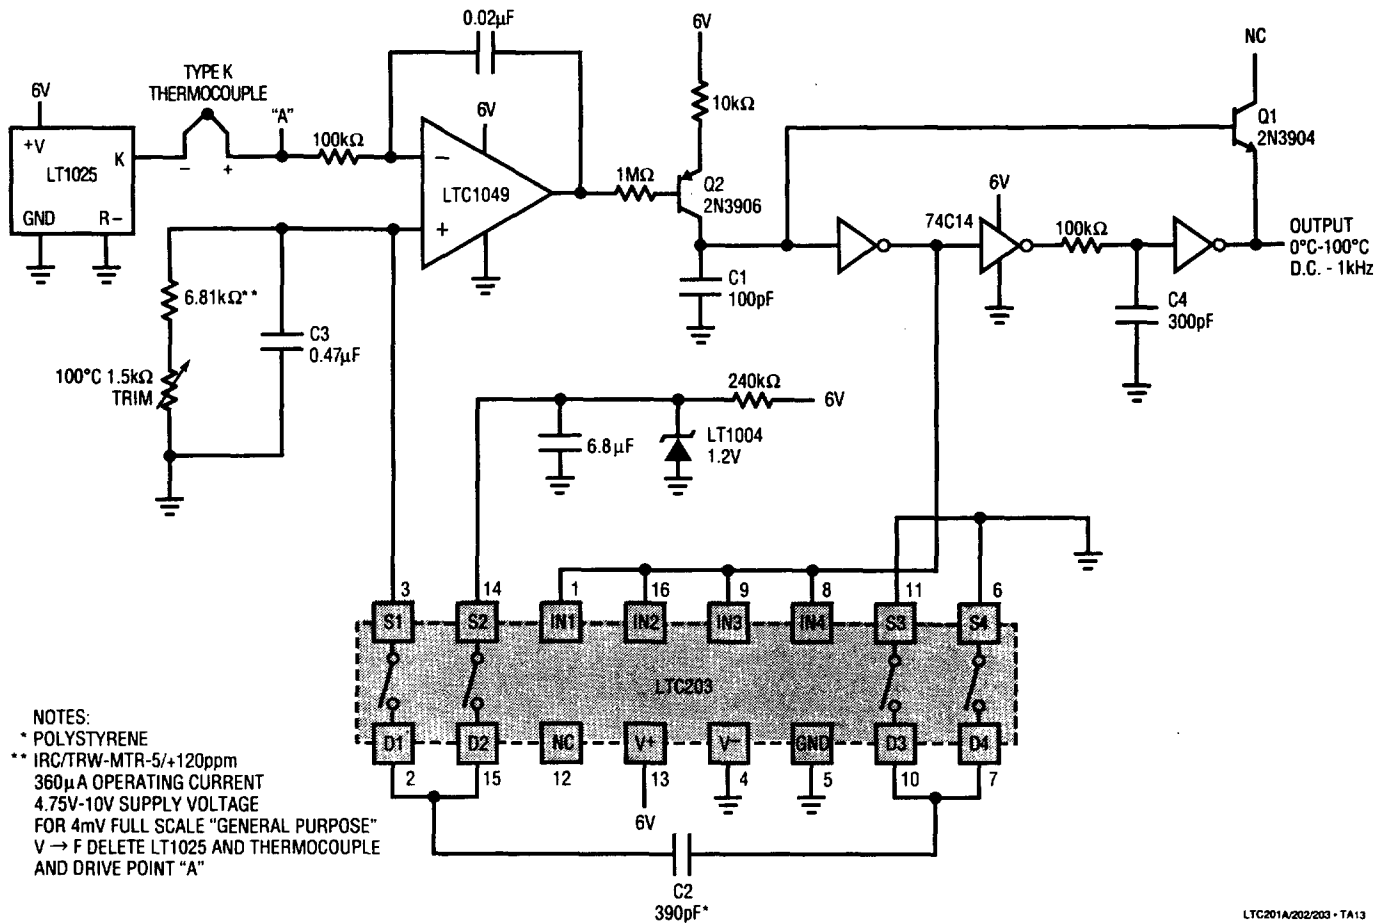 0.02µF
6V
NC
TYPE K
THERMOCOUPLE
6V
"A"
100kΩ
6V
10kΩ
Q1
2N3904
+V
K
LT1025
GND
R–
–
+
–
LTC1049
+
1MΩ
Q2
2N3906
6V
74C14
100kΩ
OUTPUT
0°C-100°C
D.C. - 1kHz
C1
100pF
C4
300pF
6.81kΩ**
C3
0.47µF
100°C 1.5kΩ
TRIM
240kΩ
6V
6.8µF
LT1004
1.2V
3
14
1
16
9
8
11
6
S1
S2
IN1
IN2
IN3
IN4
S3
S4
LTC203
D1
D2
NC
V+
V–
GND
D3
D4
2
15
12
13
4
5
10
7
6V
C2
390pF*
NOTES:
* POLYSTYRENE
** IRC/TRW-MTR-5/+120ppm
360µA OPERATING CURRENT
4.75V-10V SUPPLY VOLTAGE
FOR 4mV FULL SCALE "GENERAL PURPOSE"
V → F DELETE LT1025 AND THERMOCOUPLE
AND DRIVE POINT "A"
LTC201A/202/203 • TA13